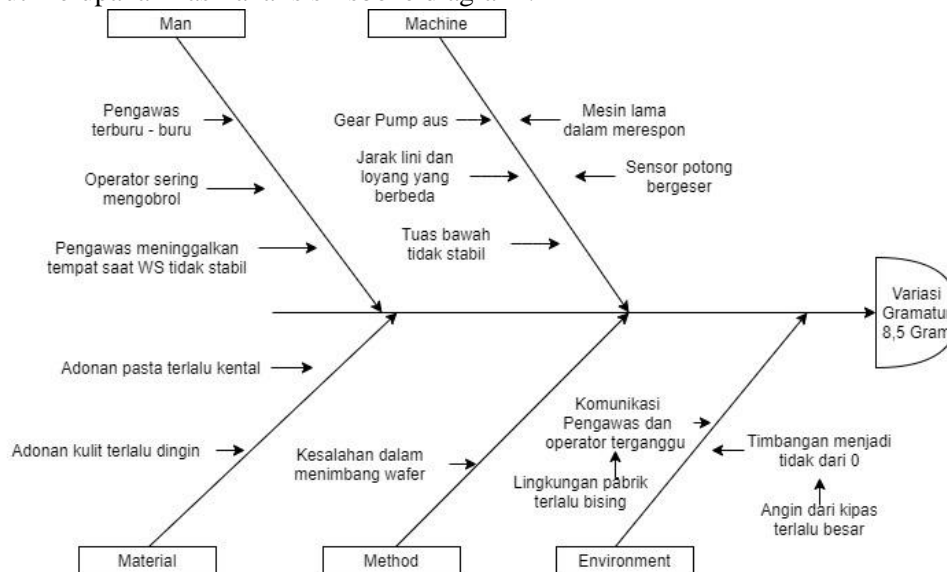 Man
Machine
Pengawas
terburu - buru
Operator sering
mengobrol
Pengawas meninggalkan
tempat saat WS tidak stabil
Gear Pump aus
Jarak lini dan
loyang yang
berbeda
Tuas bawah
tidak stabil
Mesin lama
dalam merespon
Sensor potong
bergeser
Variasi
8,5 Gram
Adonan pasta terlalu kental
Adonan kulit terlalu dingin
Kesalahan dalam
menimbang wafer
Komunikasi
Pengawas dan
operator terganggu
Lingkungan pabrik
terlalu bising
Timbangan menjadi
tidak dari 0
Angin dari kipas
terlalu besar
Material
Method
Environment